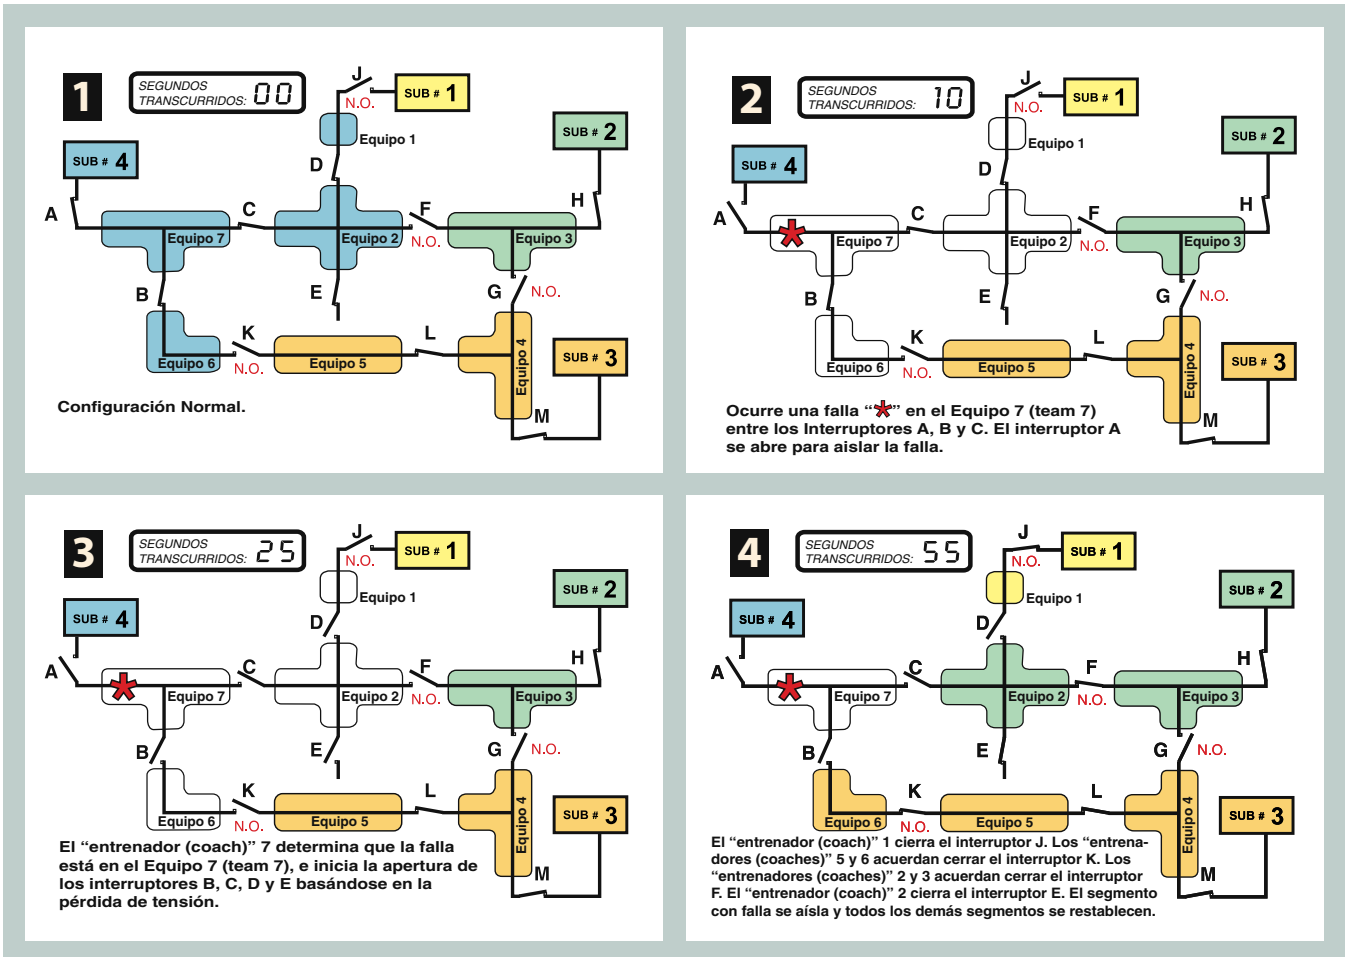 1
SEGUNDOS
TRANSCURRIDOS: 00
J
SUB # 1
N.O.
Equipo 1
SUB # 2
D
SUB # 4
A
C
F
H
Equipo 7
Equipo 2
N.O.
Equipo 3
B
E
G
N.O.
K
L
Equipo 4
Equipo 6
N.O.
Equipo 5
SUB # 3
M
Configuración Normal.
2
SEGUNDOS
TRANSCURRIDOS: 10
J
SUB # 1
N.O.
Equipo 1
SUB # 2
D
SUB # 4
A
C
F
H
Equipo 7
Equipo 2
N.O.
Equipo 3
B
E
G
N.O.
K
L
Equipo 4
Equipo 6
N.O.
Equipo 5
SUB # 3
M
Ocurre una falla “*” en el Equipo 7 (team 7)
entre los Interruptores A, B y C. El interruptor A
se abre para aislar la falla.
3
SEGUNDOS
TRANSCURRIDOS: 25
J
SUB # 1
N.O.
Equipo 1
SUB # 2
D
SUB # 4
A
C
F
H
Equipo 7
Equipo 2
N.O.
Equipo 3
B
E
G
N.O.
K
L
Equipo 4
Equipo 6
N.O.
Equipo 5
SUB # 3
M
El “entrenador (coach)” 7 determina que la falla
está en el Equipo 7 (team 7), e inicia la apertura de
los interruptores B, C, D y E basándose en la
pérdida de tensión.
4
SEGUNDOS
TRANSCURRIDOS: 55
J
SUB # 1
N.O.
Equipo 1
SUB # 2
D
SUB # 4
A
C
F
H
Equipo 7
Equipo 2
N.O.
Equipo 3
B
E
G
N.O.
K
L
Equipo 4
Equipo 6
N.O.
Equipo 5
SUB # 3
M
El “entrenador (coach)” 1 cierra el interruptor J. Los “entrena-
dores (coaches)” 5 y 6 acuerdan cerrar el interruptor K. Los
“entrenadores (coaches)” 2 y 3 acuerdan cerrar el interruptor
F. El “entrenador (coach)” 2 cierra el interruptor E. El segmento
con falla se aísla y todos los demás segmentos se restablecen.